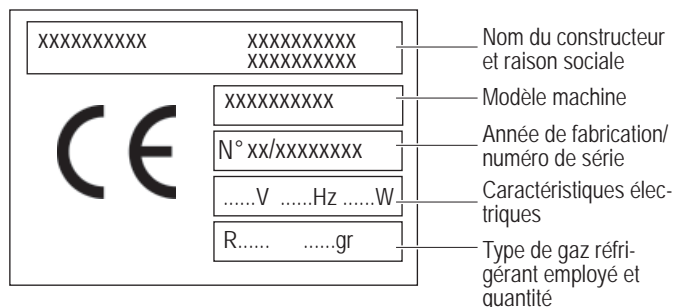 XXXXXXXXXX XXXXXXXXXX
XXXXXXXXXX
Nom du constructeur
et raison sociale
CE
XXXXXXXXXX
Modèle machine
N° xx/xxxxxxxx
Année de fabrication/
numéro de série
......V ......Hz ......W
Caractéristiques élec-
triques
R...... ......gr
Type de gaz réfri-
gérant employé et
quantité